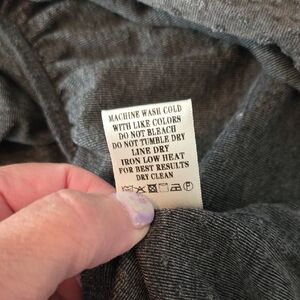 MACHINE WASH COLD
WITH LIKE COLORS
DO NOT BLEACH
DO NOT TUMBLE DRY
LINE DRY
IRON LOW HEAT
FOR BEST RESULTS
DRY CLEAN